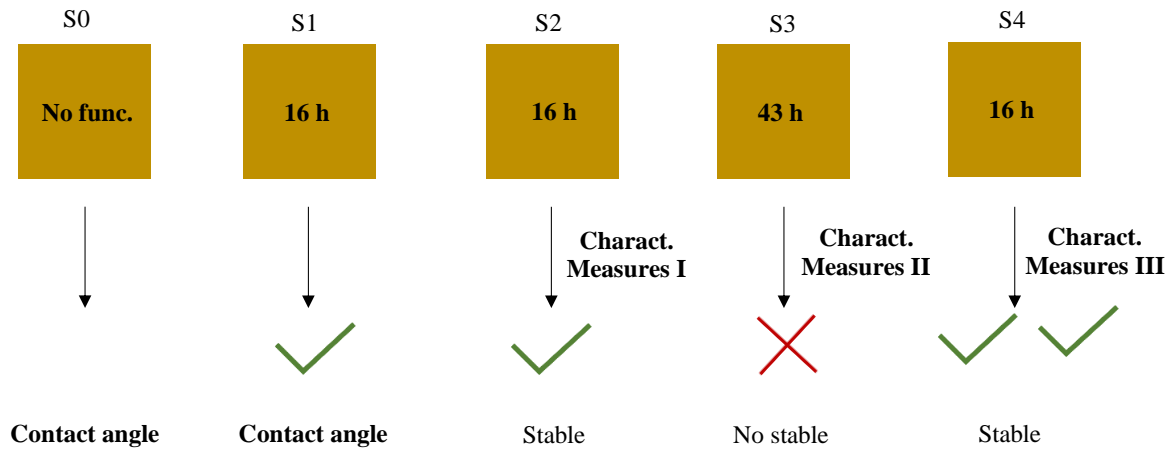 S0
S1
S2
S3
S4
No func.
16 h
16 h
43 h
16 h
Charact.
Measures I
Charact.
Measures II
Charact.
Measures III
Contact angle
Contact angle
Stable
No stable
Stable